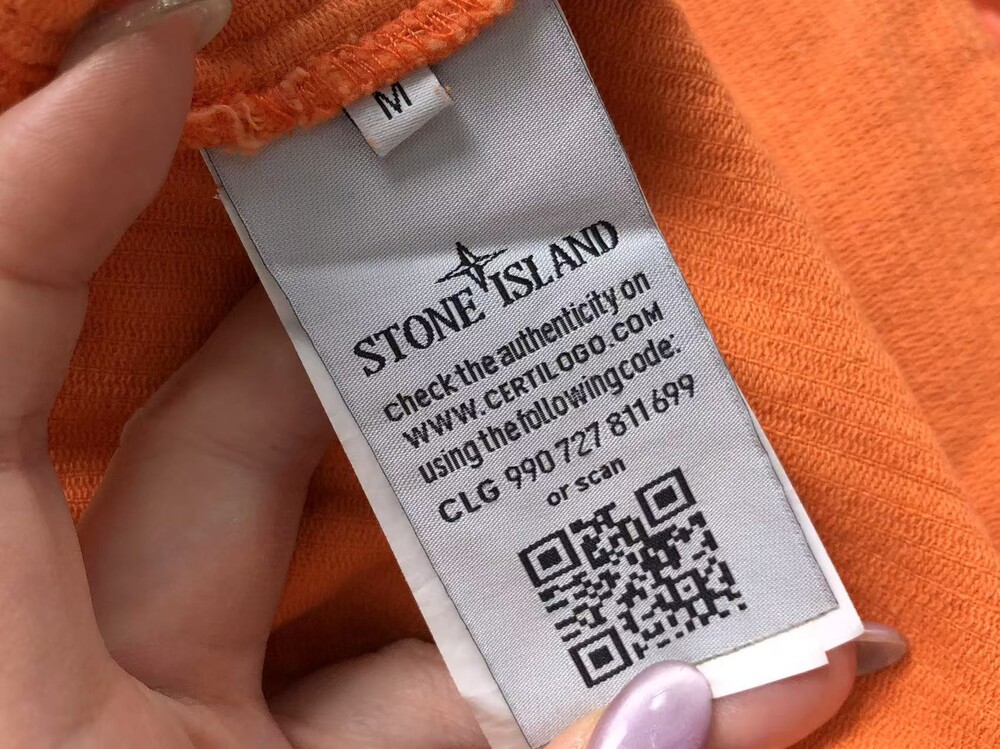 M
STONE ISLAND
check the authenticity on
WWW.CERTILOGO.COM
using the following code:
CLG 990 727 811 699
or scan